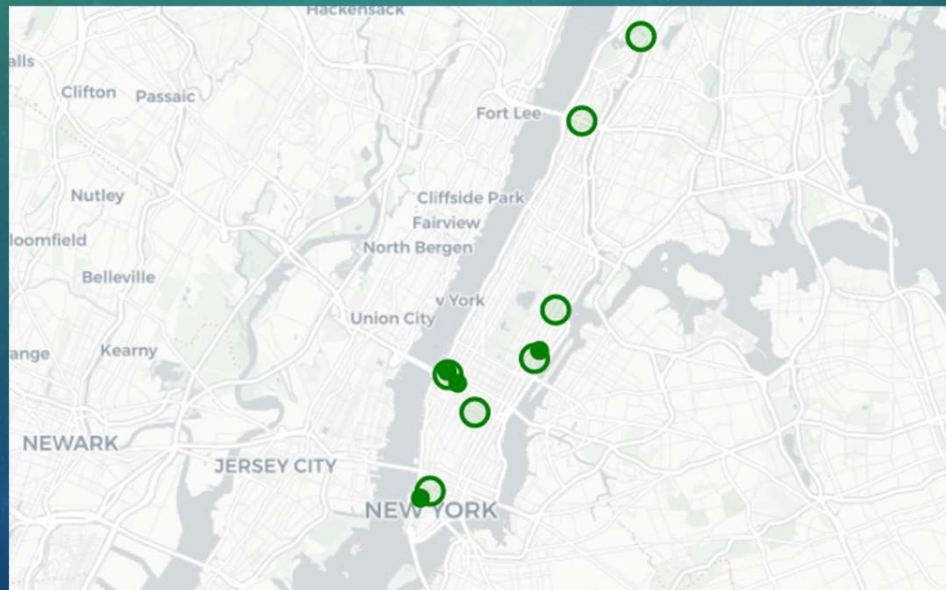 Hackensack
alls
Clifton
Passaic
Fort Lee
Nutley
Cliffside Park
Fairview
loomfield
North Bergen
Belleville
v York
Union City
ange
Kearny
NEWARK
JERSEY CITY
NEW YORK